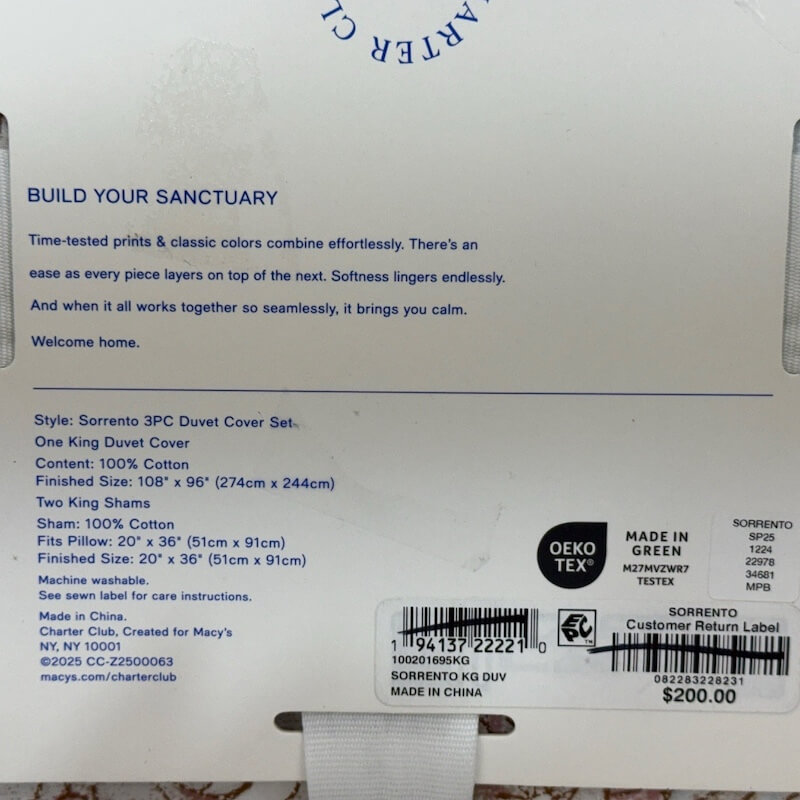 ARTER CL
BUILD YOUR SANCTUARY
Time-tested prints & classic colors combine effortlessly. There's an
ease as every piece layers on top of the next. Softness lingers endlessly.
And when it all works together so seamlessly, it brings you calm.
Welcome home.
Style: Sorrento 3PC Duvet Cover Set
One King Duvet Cover
Content: 100% Cotton
Finished Size: 108" x 96" (274cm x 244cm)
Two King Shams
Sham: 100% Cotton
Fits Pillow: 20" x 36" (51cm x 91cm)
Finished Size: 20" x 36" (51cm x 91cm)
Machine washable.
See sewn label for care instructions.
Made in China.
Charter Club, Created for Macy's
NY, NY 10001
©2025 CC-Z2500063
macys.com/charterclub
OEKO
TEX®
MADE IN
GREEN
M27MVZWR7
TESTEX
SORRENTO
SP25
1224
22978
34681
MPB
1 94137 22221 0
100201695KG
SORRENTO KG DUV
MADE IN CHINA
EPC™
SORRENTO
Customer Return Label
082283228231
$200.00